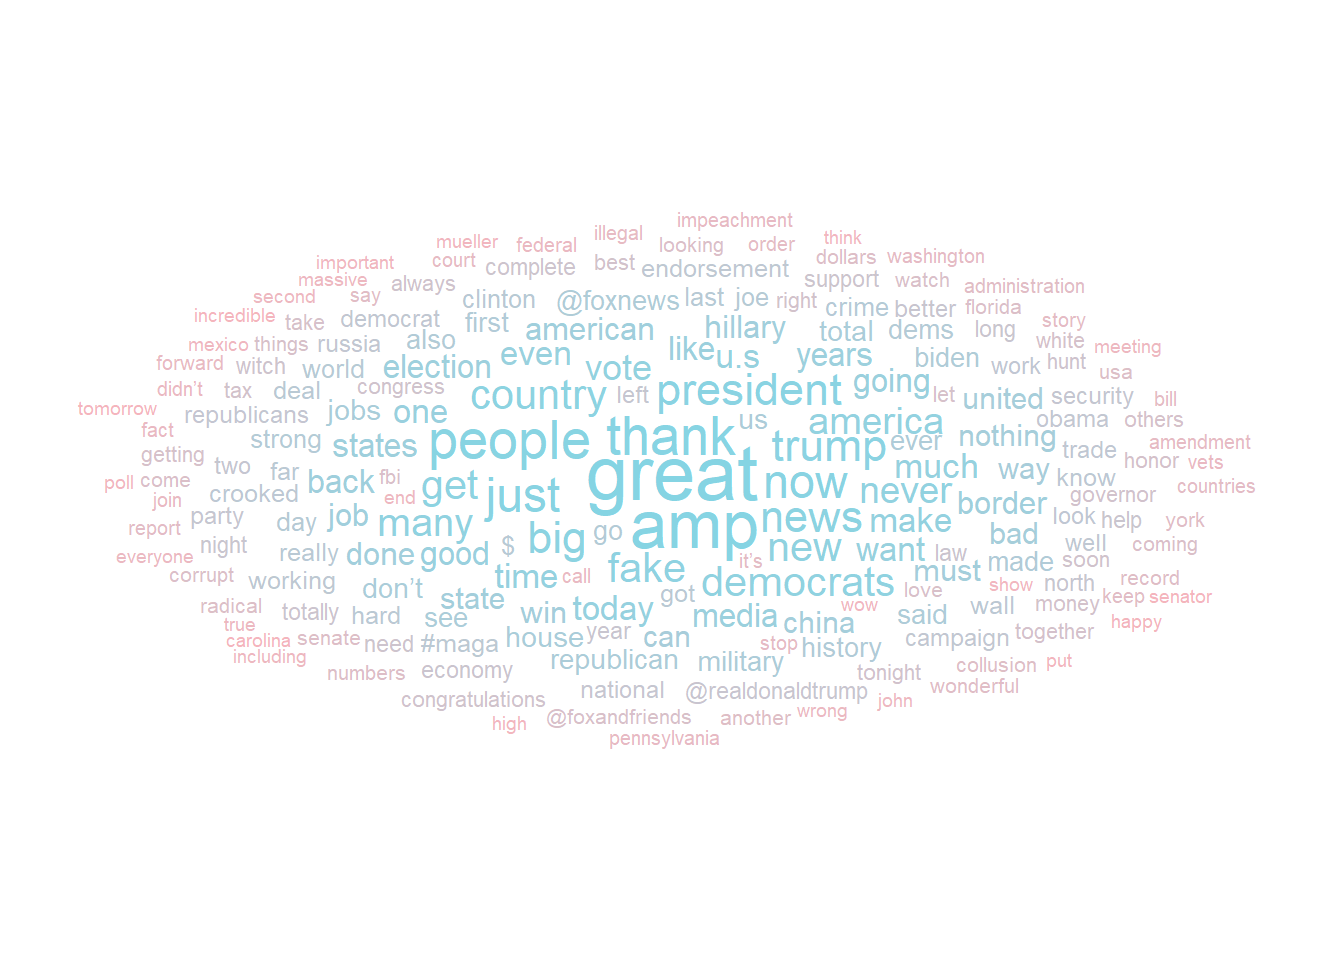 impeachment
mueller federal illegal looking order think
important court complete best endorsement dollars washington
massive always support watch administration
second say clinton @foxnews last joe right crime better florida
incredible take democrat first american hillary total dems long story
mexico things russia also even like u.s years white
forward witch world election vote biden work hunt meeting
didn't tax deal congress country left president going let united security usa
tomorrow republicans jobs one us america obama others bill
fact strong states people thank trump ever nothing trade amendment
getting two far back fbi great now much way know honor vets
poll come crooked end get just never border governor countries
join party day job many big go amp news make look help york
report night really done good $ fake new want bad well coming
everyone corrupt working don't time call it's law must made soon
radical totally hard state win today got democrats love show north record
true see media wow said wall money keep senator
carolina senate need #maga house year can china campaign together happy
including republican stop history
numbers economy national military tonight collusion put
congratulations @realdonaldtrump wonderful
high @foxandfriends another wrong john
pennsylvania